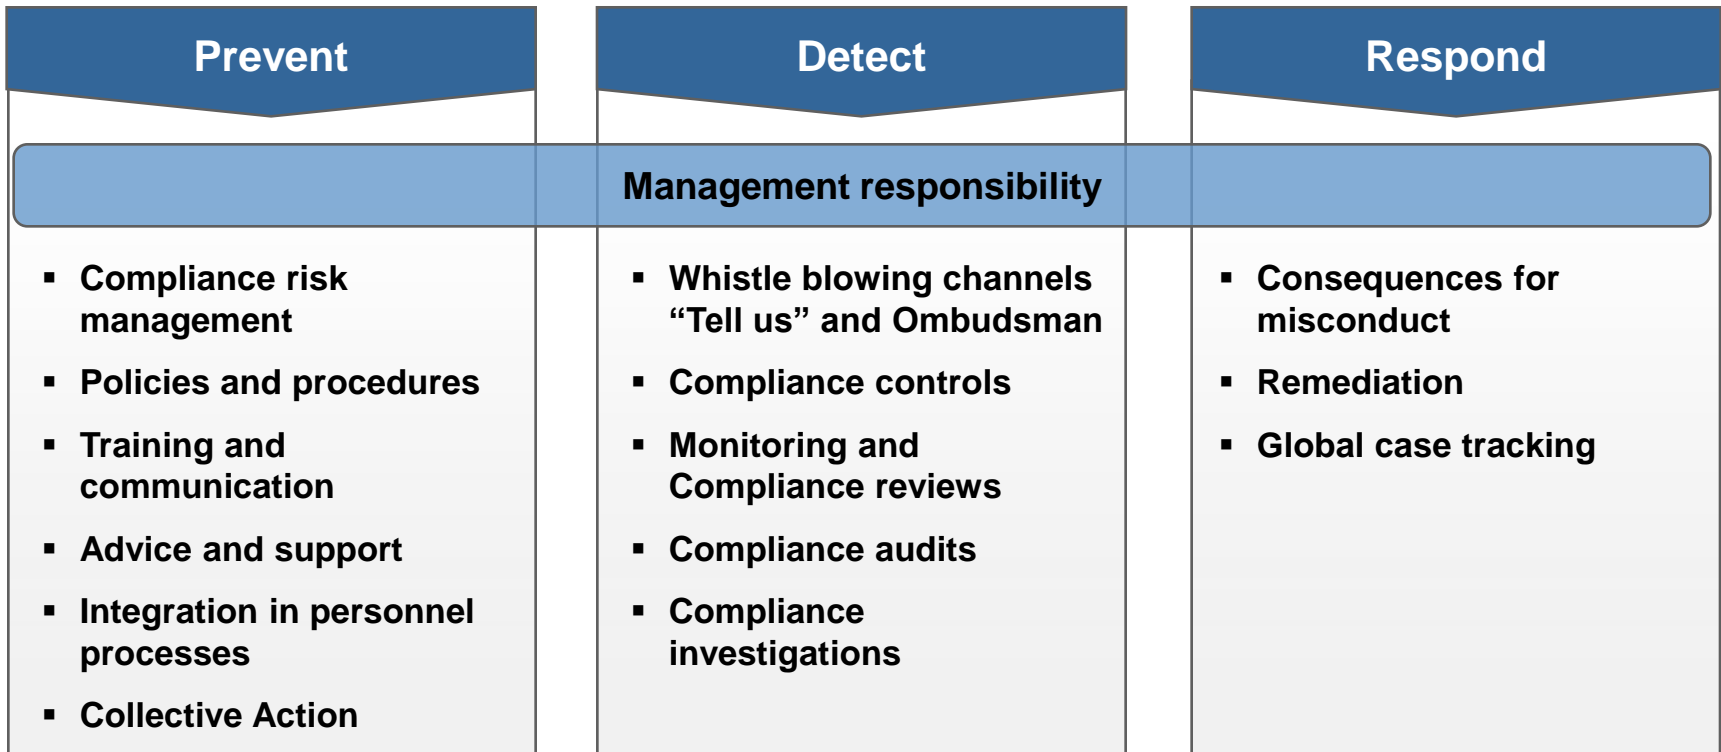 Prevent
Detect
Respond
Management responsibility
▪ Compliance risk
management
▪ Policies and procedures
▪ Training and
communication
▪ Advice and support
▪ Integration in personnel
processes
▪ Collective Action
▪ Whistle blowing channels
“Tell us” and Ombudsman
▪ Compliance controls
▪ Monitoring and
Compliance reviews
▪ Compliance audits
▪ Compliance
investigations
▪ Consequences for
misconduct
▪ Remediation
▪ Global case tracking